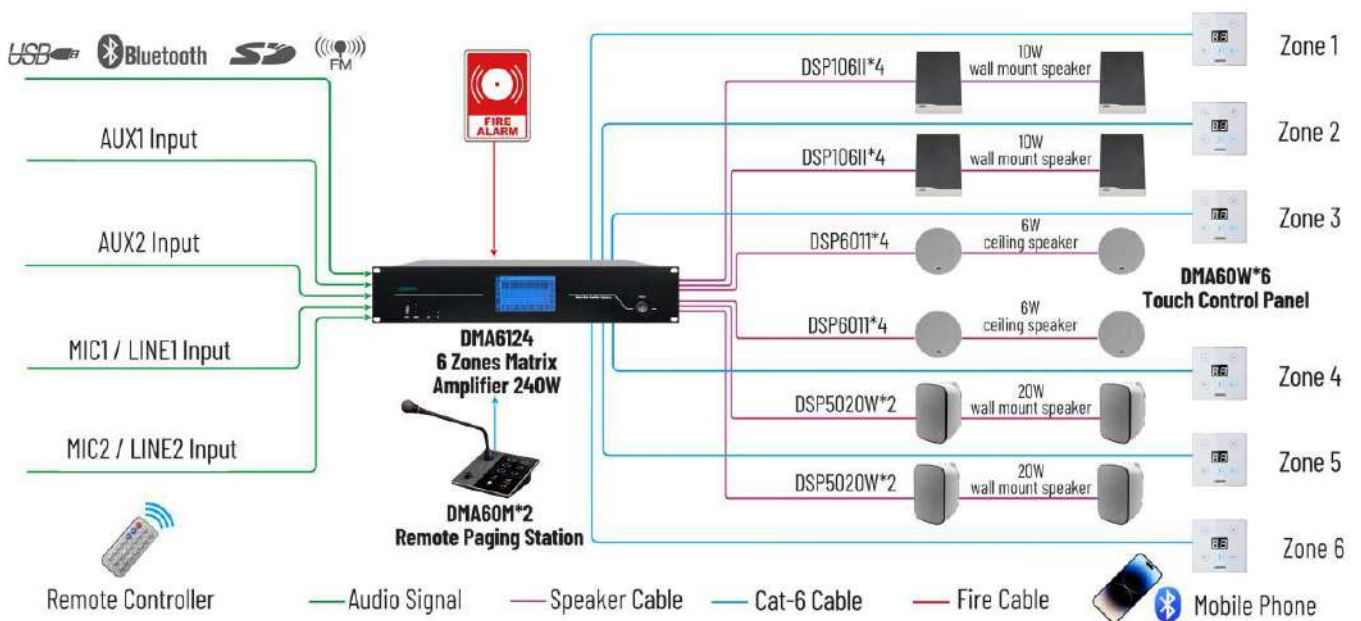 USB
Bluetooth
SD
FM
AUX1 Input
AUX2 Input
MIC1 / LINE1 Input
MIC2 / LINE2 Input
Remote Controller
FIRE
ALARM
DMA6124
6 Zones Matrix
Amplifier 240W
DMA60M*2
Remote Paging Station
DSP106II*4
10W
wall mount speaker
DSP106II*4
10W
wall mount speaker
DSP6011*4
6W
ceiling speaker
DSP6011*4
6W
ceiling speaker
DSP5020W*2
20W
wall mount speaker
DSP5020W*2
20W
wall mount speaker
Zone 1
Zone 2
Zone 3
DMA60W*6
Touch Control Panel
Zone 4
Zone 5
Zone 6
Audio Signal
Speaker Cable
Cat-6 Cable
Fire Cable
Mobile Phone